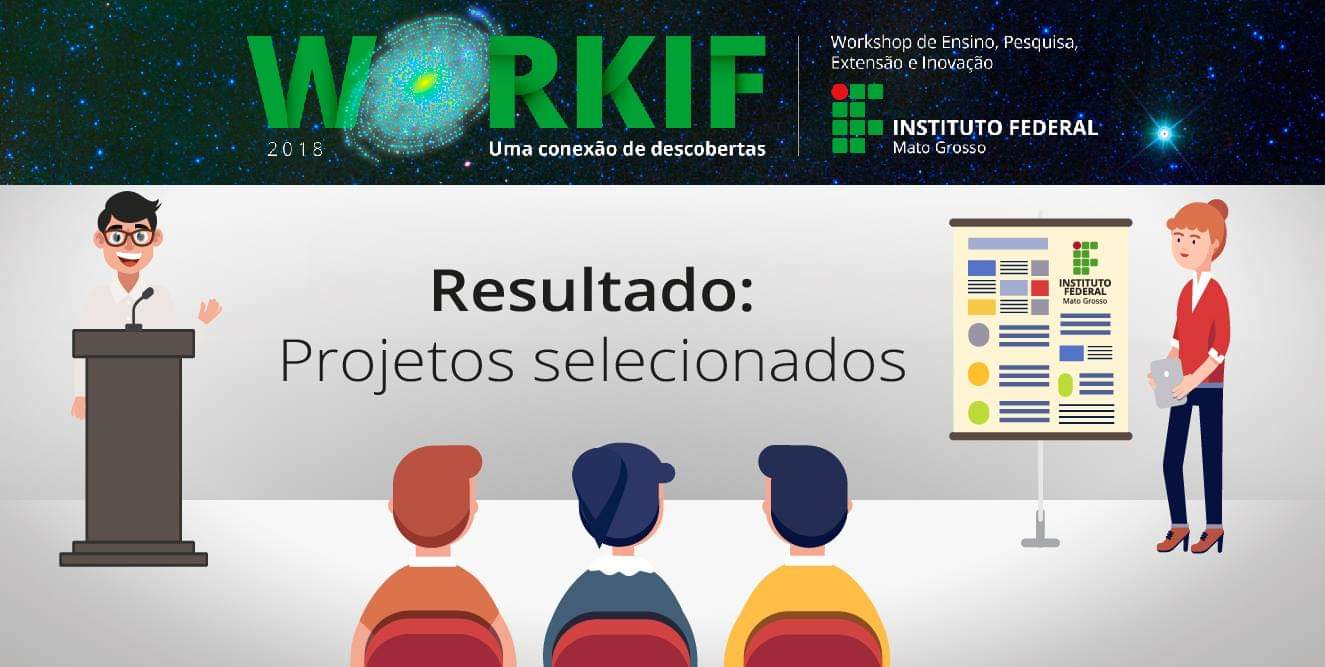 WORKIF
2018
Uma conexão de descobertas
Workshop de Ensino, Pesquisa,
Extensão e Inovação
INSTITUTO FEDERAL
Mato Grosso
Resultado:
Projetos selecionados
INSTITUTO
FEDERAL
Mato Grosso